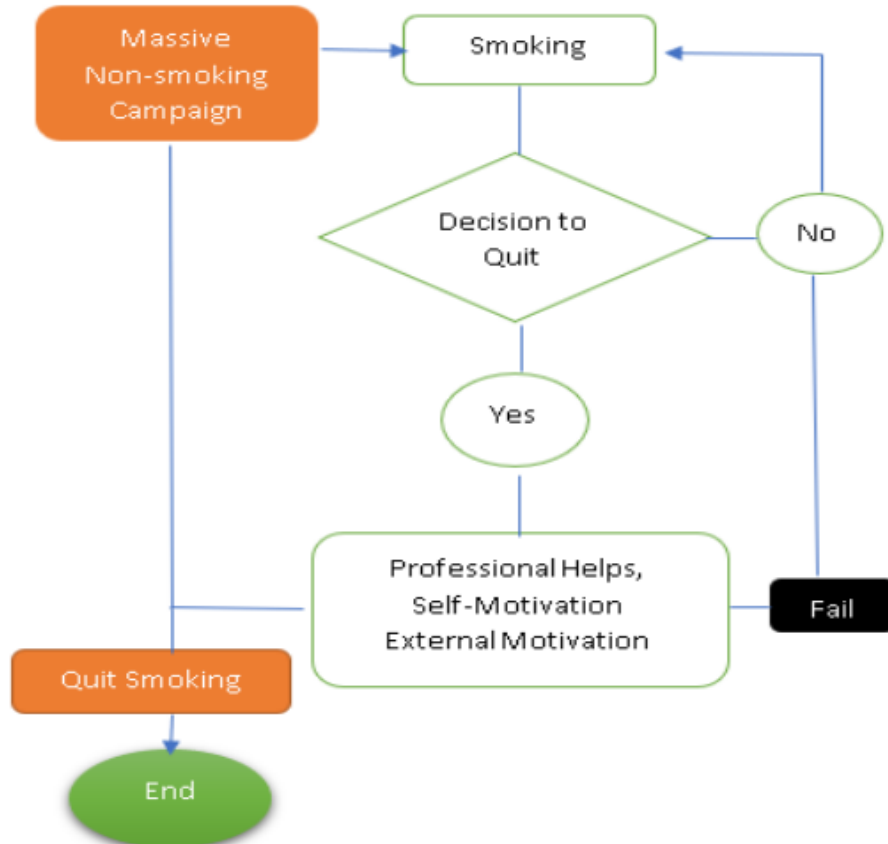 Massive
Non-smoking
Campaign
Smoking
Decision to
Quit
No
Yes
Professional Helps,
Self-Motivation
External Motivation
Fail
Quit Smoking
End